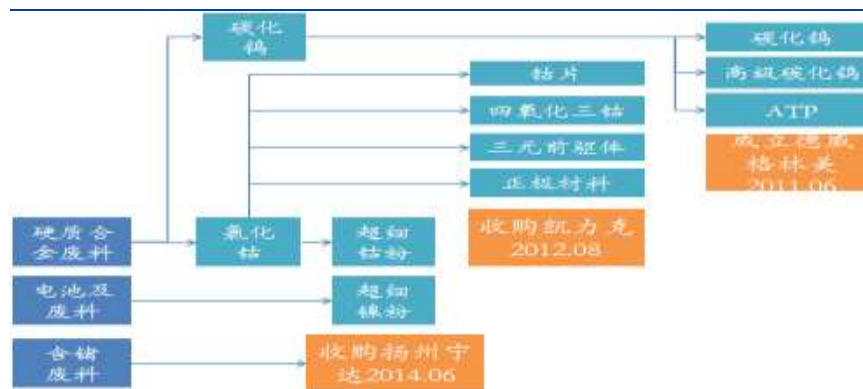 碳化
钨
碳化钨
钴片
高级碳化钨
四氧化三钴
ATP
三元前驱体
成立德威
格林美
2011.06
正极材料
硬质合
金废料
氯化
钴
超细
钴粉
收购凯力克
2012.08
电池及
废料
超细
镍粉
含锗
废料
收购扬州宁
达2014.06